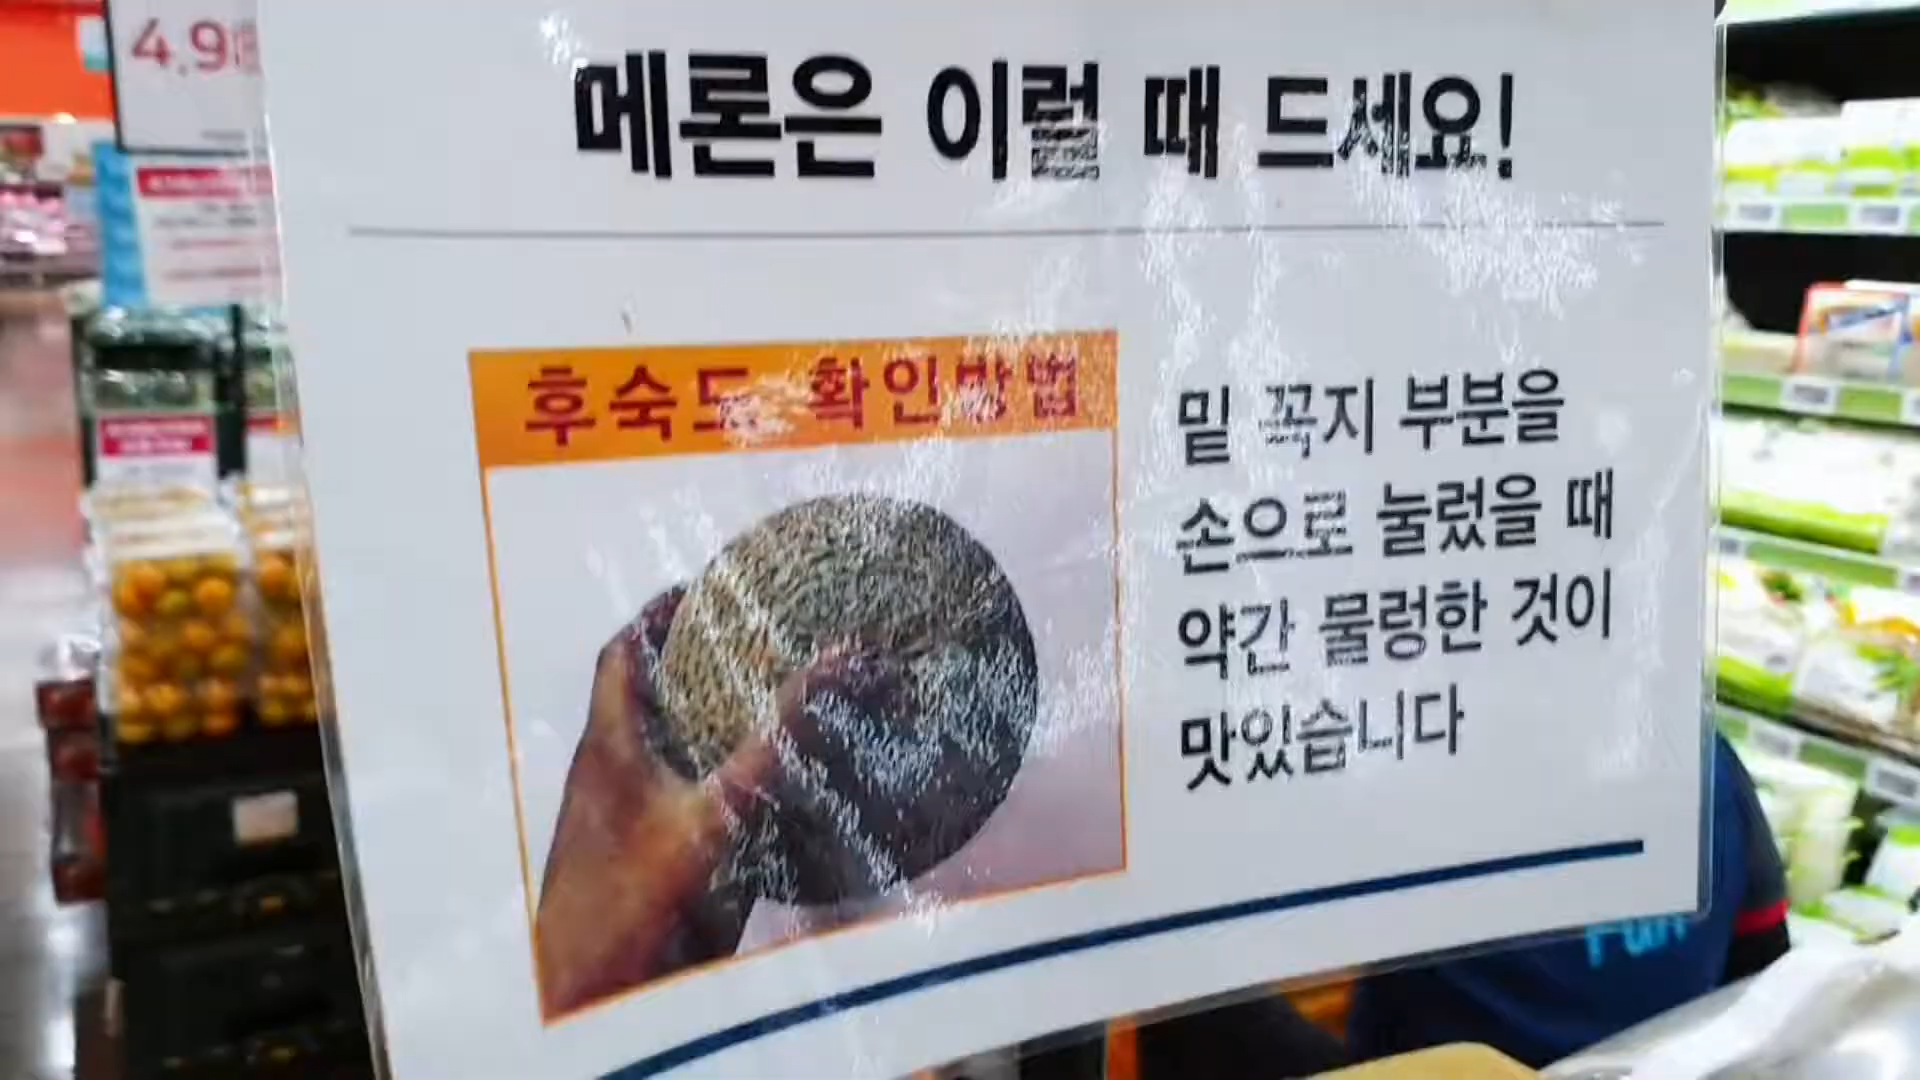 메론은 이럴 때 드세요!
후숙도 확인방법
밑 꼭지 부분을
손으로 눌렀을 때
약간 물렁한 것이
맛있습니다
4.9